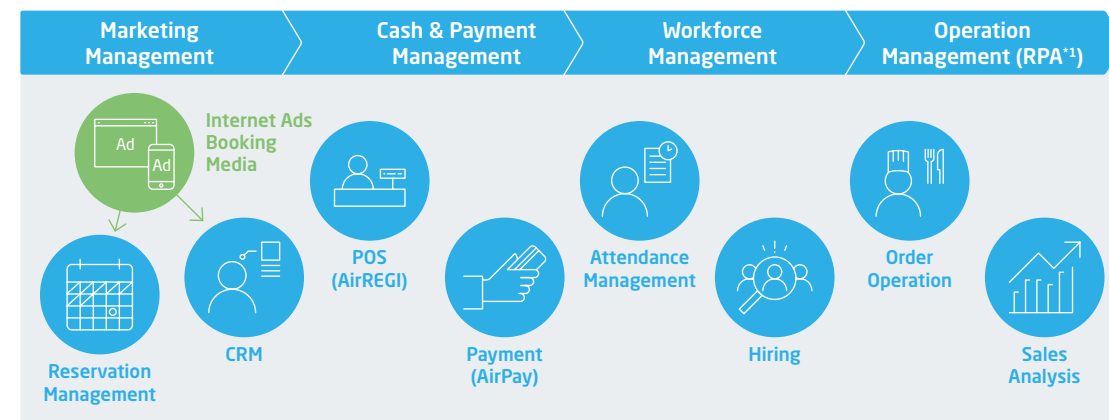 Marketing
Management
Cash & Payment
Management
Workforce
Management
Operation
Management (RPA*1)
Ad
Ad
Internet Ads
Booking
Media
Reservation
Management
CRM
POS
(AirREGI)
Payment
(AirPay)
Attendance
Management
Hiring
Order
Operation
Sales
Analysis